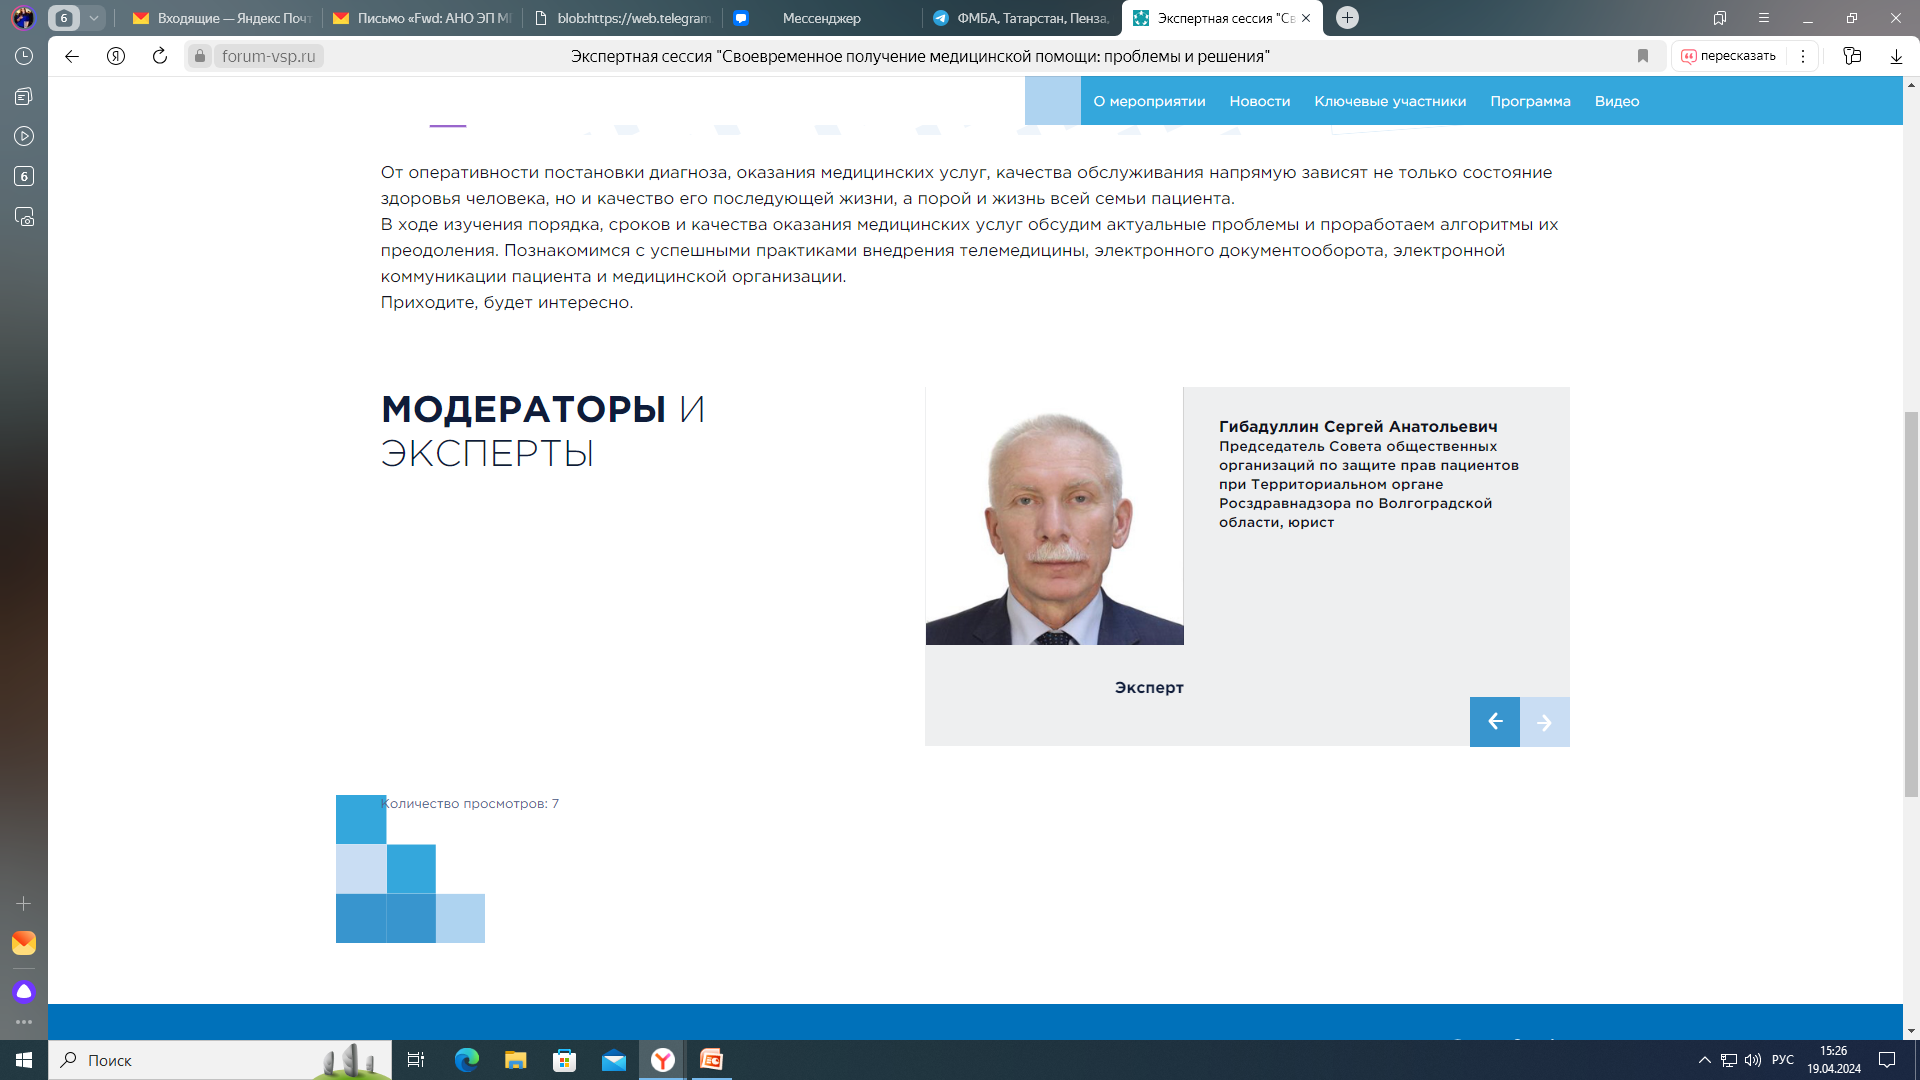 6
Входящие — Яндекс Почт
Письмо «Fwd: АНО ЭП МП
blob:https://web.telegram
Мессенджер
ФМБА, Татарстан, Пенза,
Экспертная сессия "Св
forum-vsp.ru
Экспертная сессия "Своевременное получение медицинской помощи: проблемы и решения"
пересказать
6
О мероприятии
Новости
Ключевые участники
Программа
Видео
От оперативности постановки диагноза, оказания медицинских услуг, качества обслуживания напрямую зависят не только состояние
здоровья человека, но и качество его последующей жизни, а порой и жизнь всей семьи пациента.
В ходе изучения порядка, сроков и качества оказания медицинских услуг обсудим актуальные проблемы и проработаем алгоритмы их
преодоления. Познакомимся с успешными практиками внедрения телемедицины, электронного документооборота, электронной
коммуникации пациента и медицинской организации.
Приходите, будет интересно.
МОДЕРАТОРЫ И
ЭКСПЕРТЫ
Гибадуллин Сергей Анатольевич
Председатель Совета общественных
организаций по защите прав пациентов
при Территориальном органе
Росздравнадзора по Волгоградской
области, юрист
Эксперт
Количество просмотров: 7
Поиск
РУС
15:26
19.04.2024